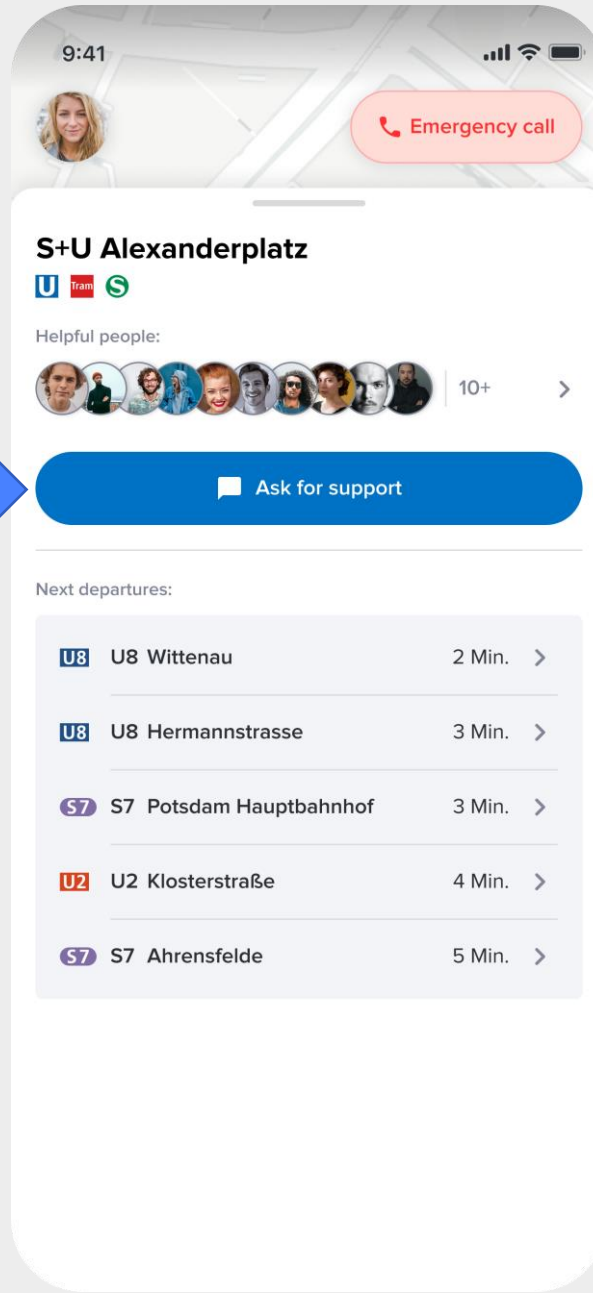 9:41
Emergency call
S+U Alexanderplatz
U Tram S
Helpful people:
10+
Ask for support
Next departures:
U8 U8 Wittenau 2 Min.
U8 U8 Hermannstrasse 3 Min.
S7 S7 Potsdam Hauptbahnhof 3 Min.
U2 U2 Klosterstraße 4 Min.
S7 S7 Ahrensfelde 5 Min.